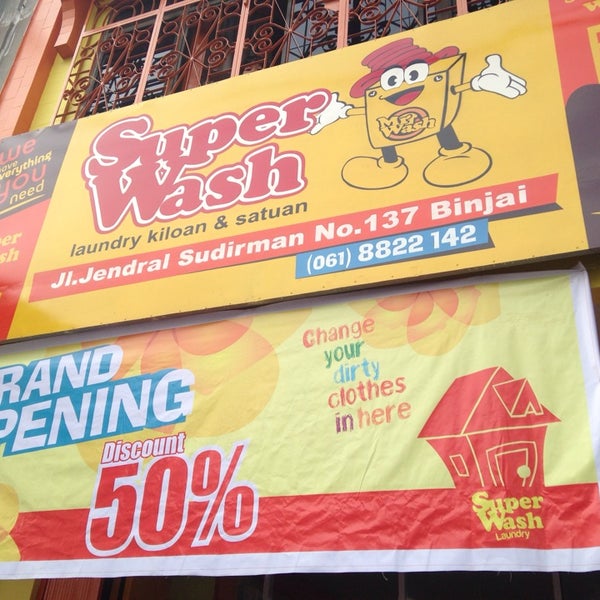 we
have
everything
you
need
Super
Wash
laundry kiloan & satuan
Mr. Wash
Jl.Jendral Sudirman No.137 Binjai
(061) 8822 142
RAND
PENING
Discount
50%
Change
your
dirty
clothes
in here
Super
Wash
Laundry